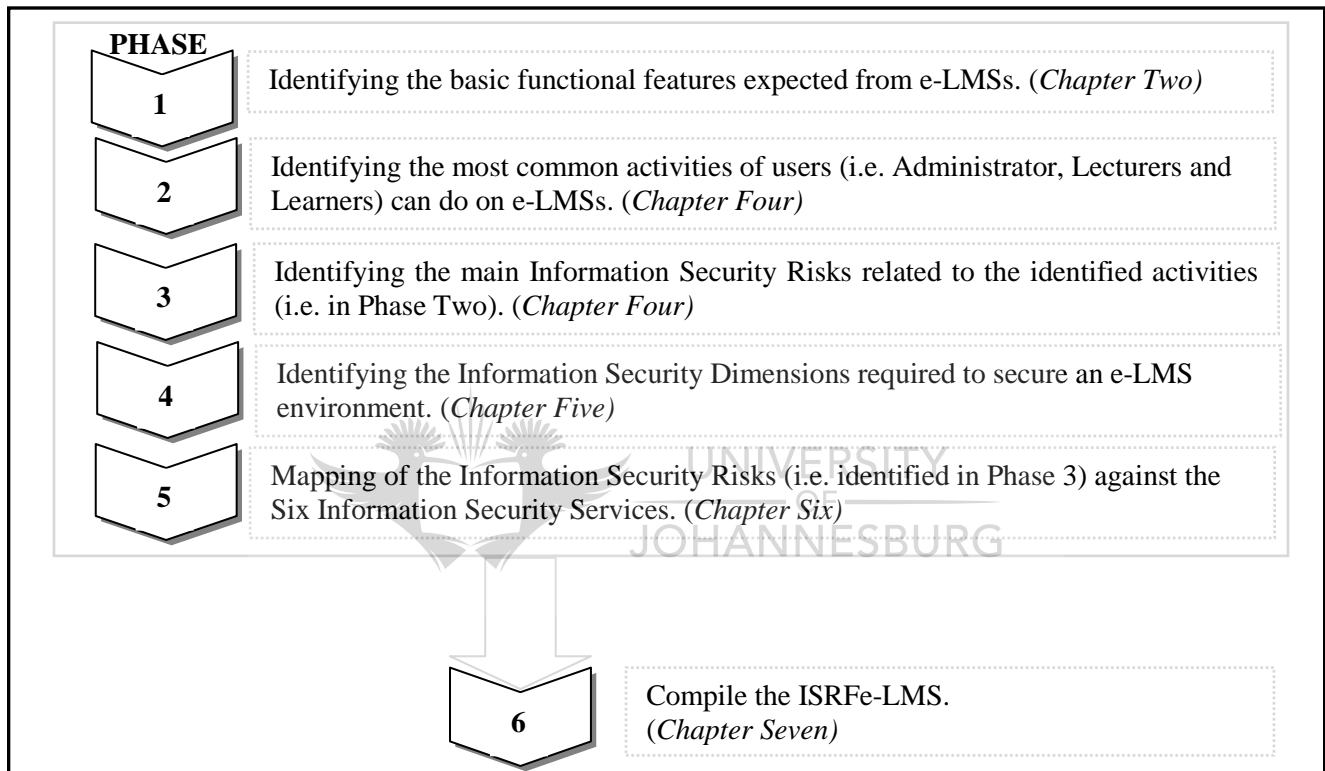 PHASE
1
Identifying the basic functional features expected from e-LMSs. (Chapter Two)
2
Identifying the most common activities of users (i.e. Administrator, Lecturers and
Learners) can do on e-LMSs. (Chapter Four)
3
Identifying the main Information Security Risks related to the identified activities
(i.e. in Phase Two). (Chapter Four)
4
Identifying the Information Security Dimensions required to secure an e-LMS
environment. (Chapter Five)
5
Mapping of the Information Security Risks (i.e. identified in Phase 3) against the
Six Information Security Services. (Chapter Six)
UNIVERSITY
OF
JOHANNESBURG
6
Compile the ISRFe-LMS.
(Chapter Seven)